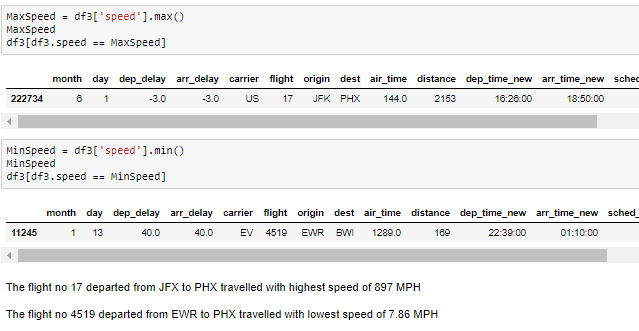 MaxSpeed = df3['speed'].max()
MaxSpeed
df3[df3.speed == MaxSpeed]
month day dep_delay arr_delay carrier flight origin dest air_time distance dep_time_new arr_time_new sched
222734 6 1 -3.0 -3.0 US 17 JFK PHX 144.0 2153 16:26:00 18:50:00
MinSpeed = df3['speed'].min()
MinSpeed
df3[df3.speed == MinSpeed]
month day dep_delay arr_delay carrier flight origin dest air_time distance dep_time_new arr_time_new sched_
11245 1 13 40.0 40.0 EV 4519 EWR BWI 1289.0 169 22:39:00 01:10:00
The flight no 17 departed from JFX to PHX travelled with highest speed of 897 MPH
The flight no 4519 departed from EWR to PHX travelled with lowest speed of 7.86 MPH